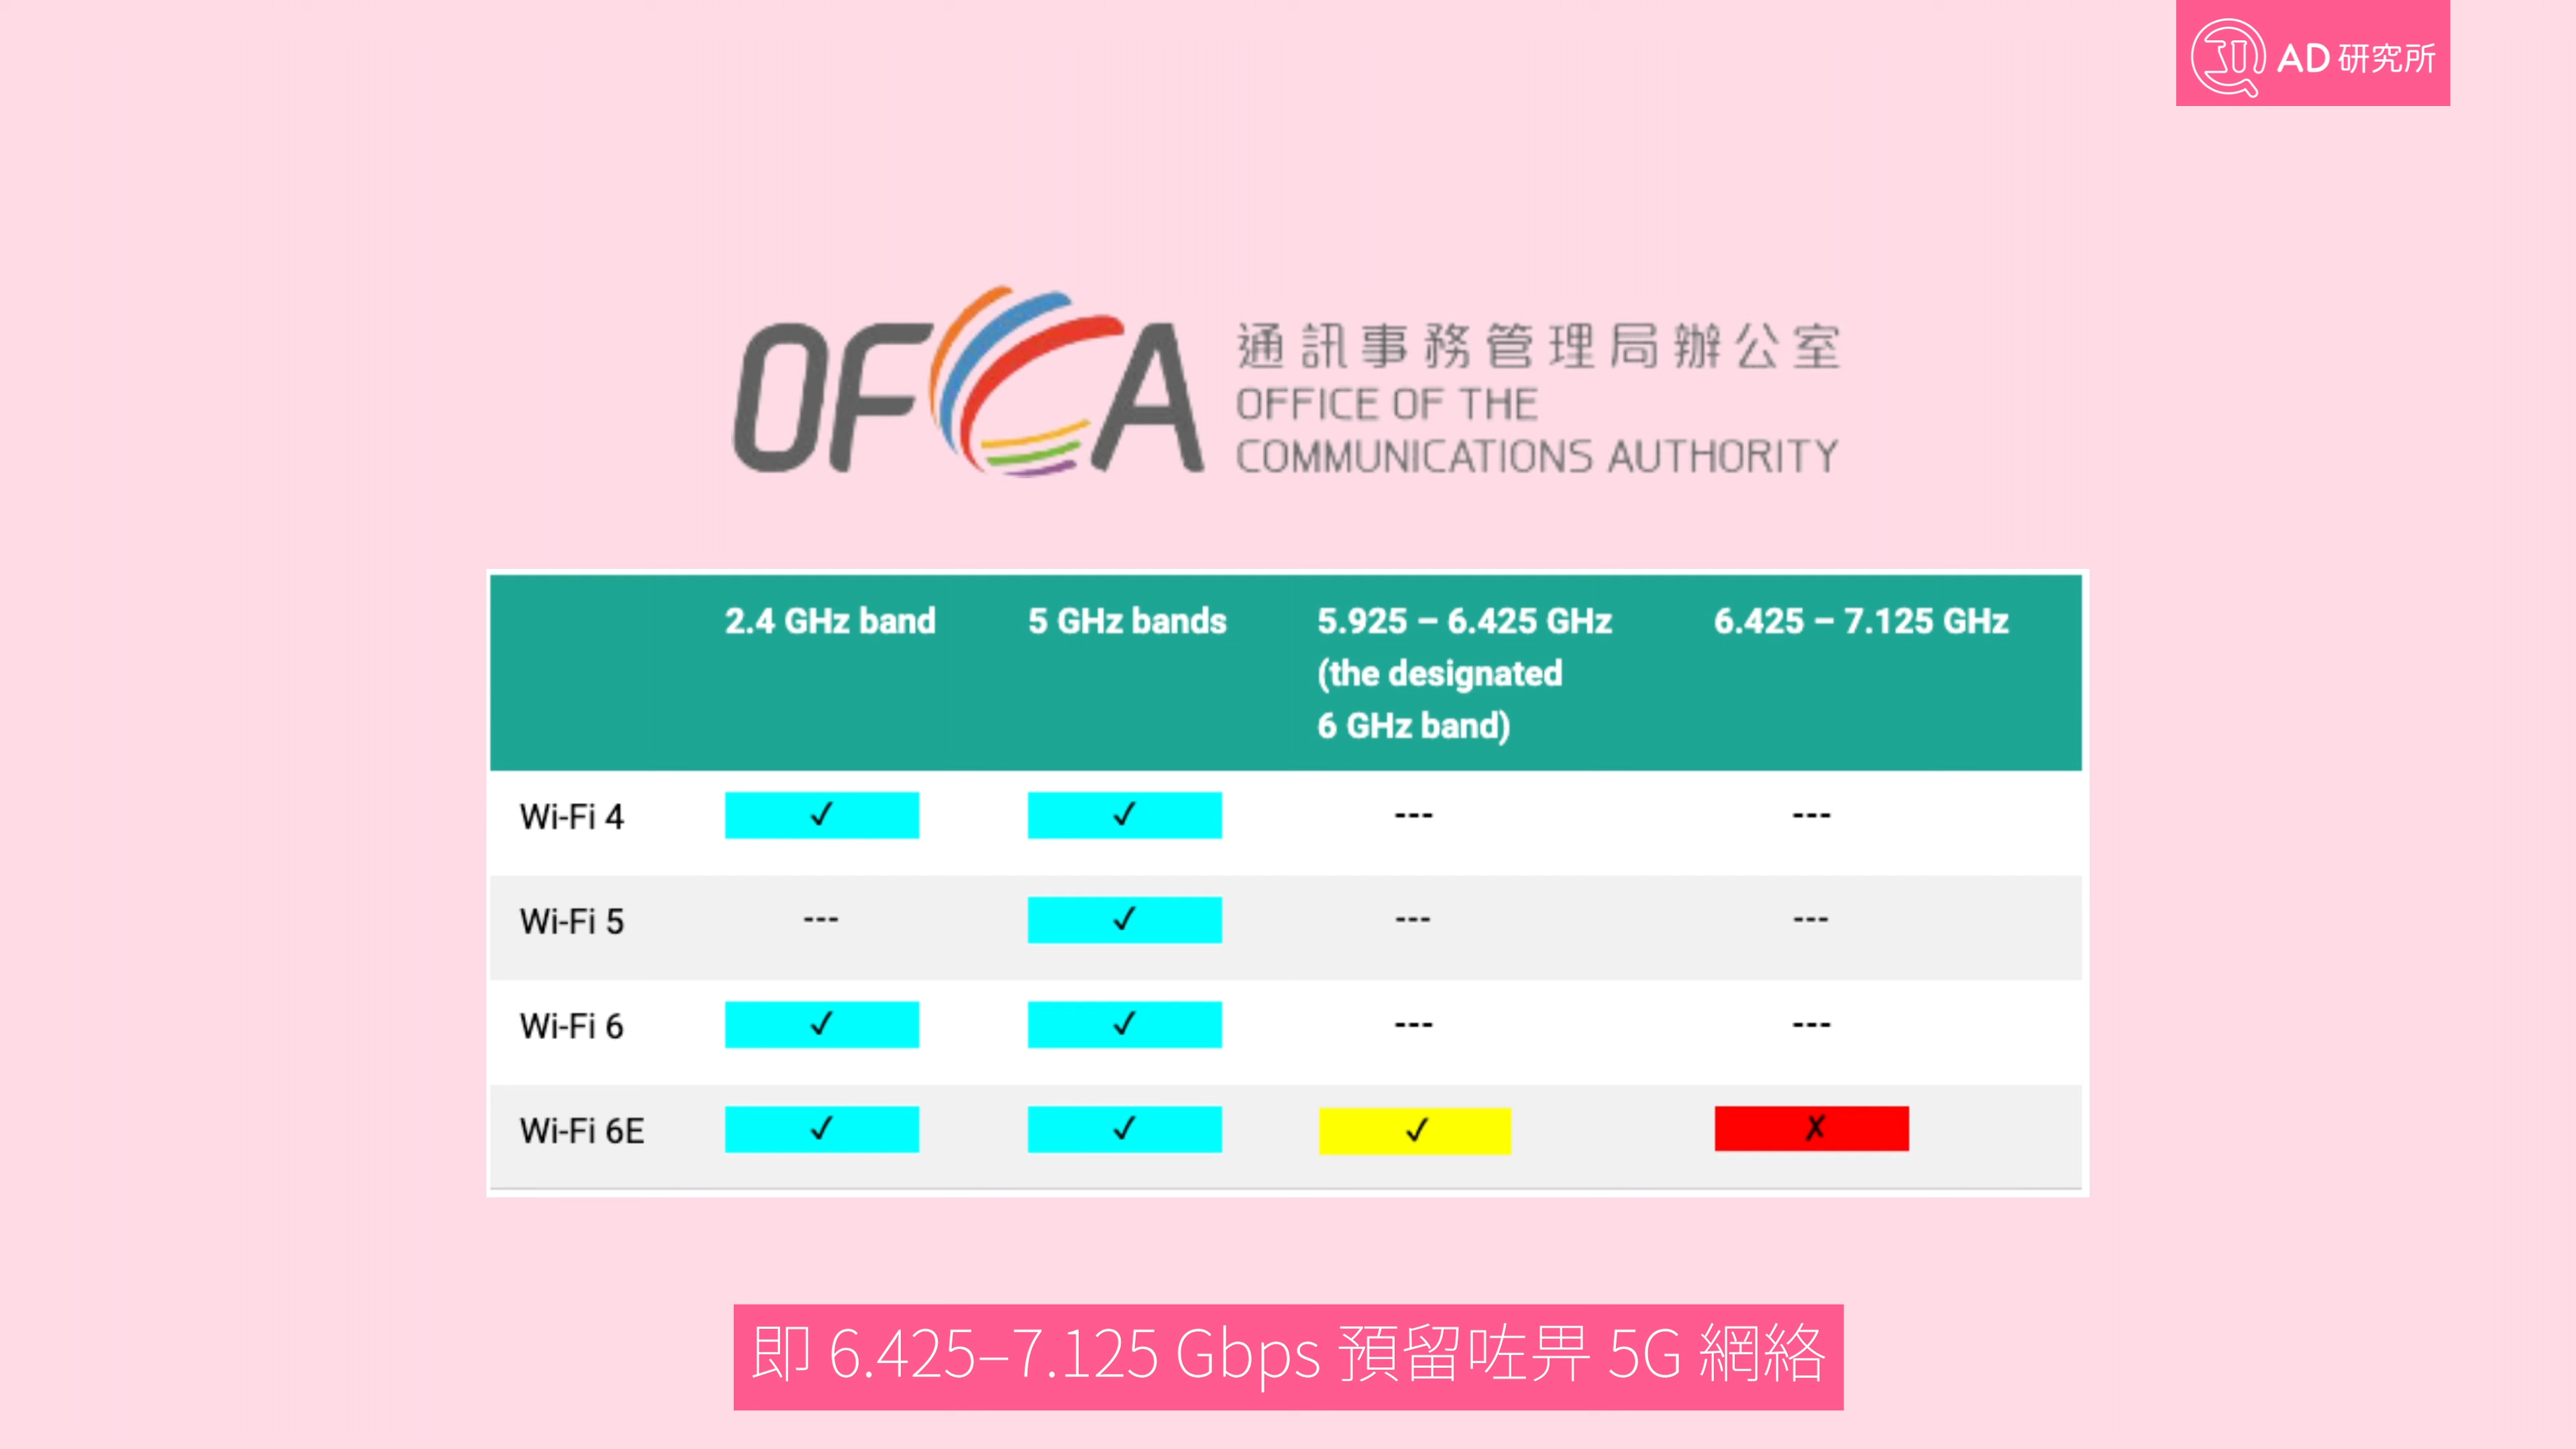 AD 研究所
OFCA
通訊事務管理局辦公室
OFFICE OF THE
COMMUNICATIONS AUTHORITY
2.4 GHz band 5 GHz bands 5.925 – 6.425 GHz 6.425 – 7.125 GHz
(the designated
6 GHz band)
Wi-Fi 4 ✓ ✓ --- ---
Wi-Fi 5 --- ✓ --- ---
Wi-Fi 6 ✓ ✓ --- ---
Wi-Fi 6E ✓ ✓ ✓ ✗
即 6.425–7.125 Gbps 預留咗畀 5G 網絡